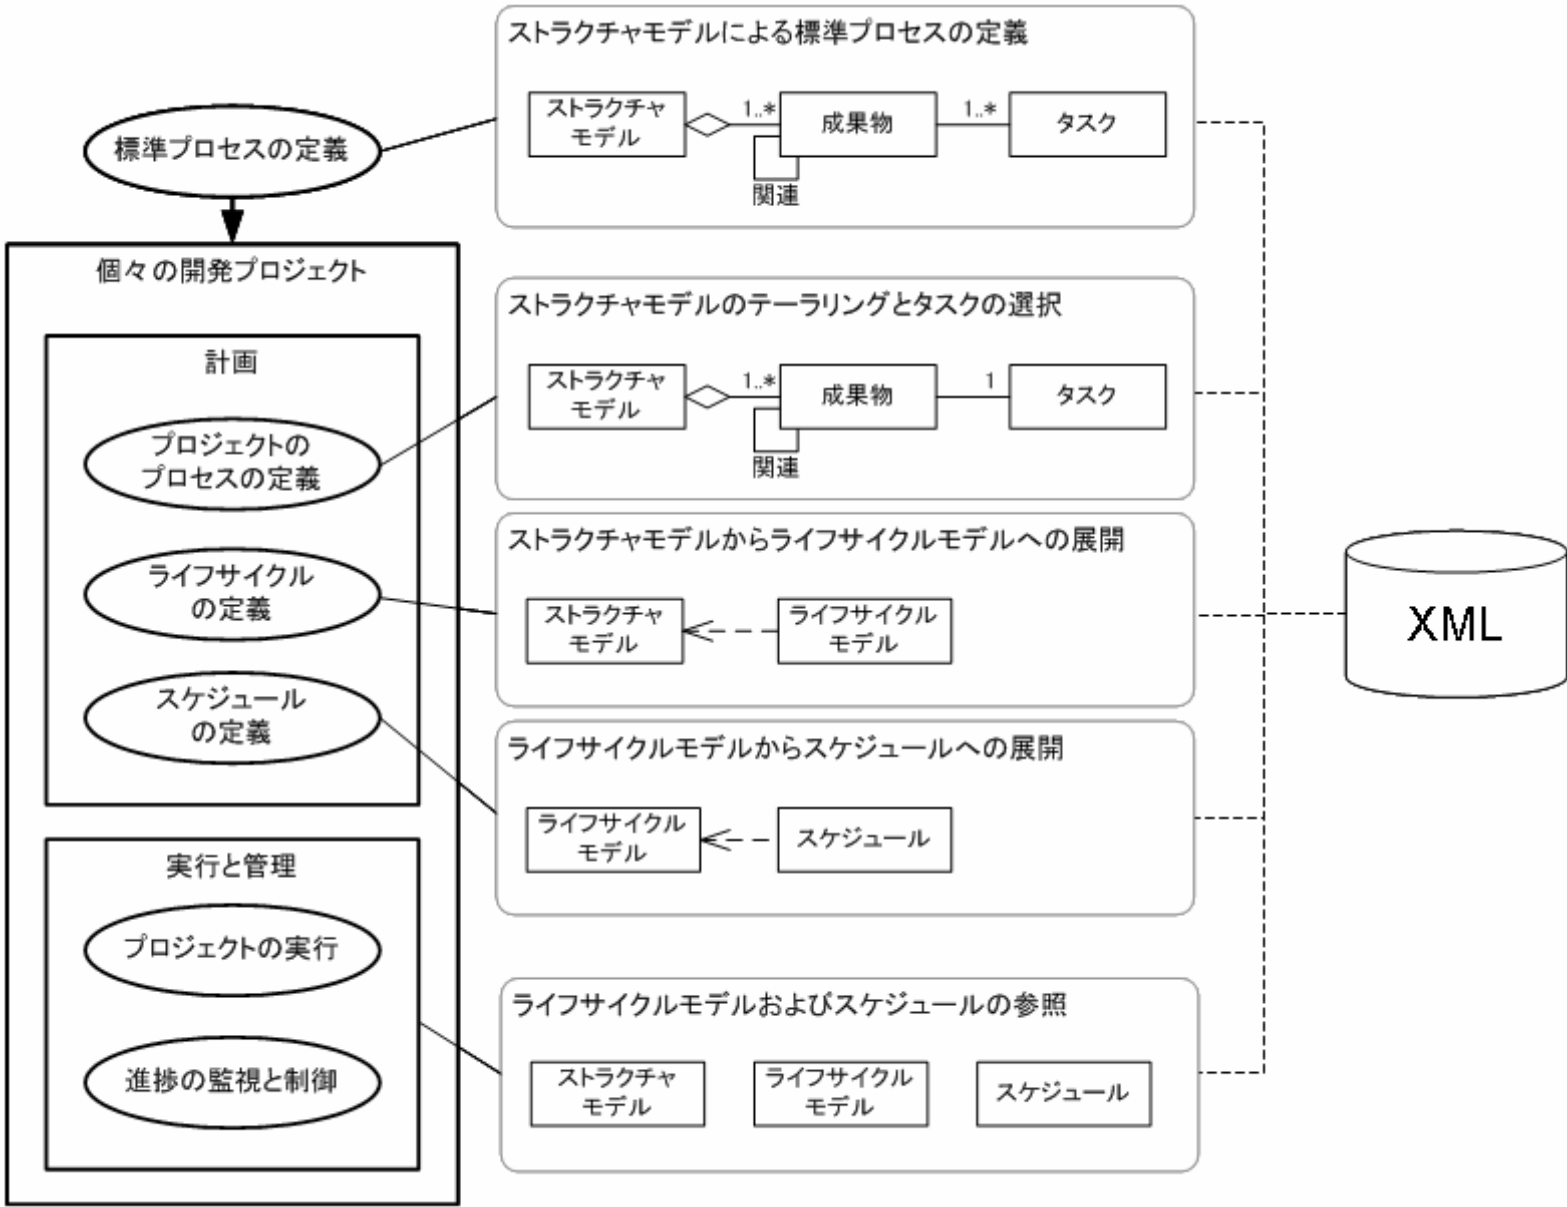 ストラクチャモデルによる標準プロセスの定義
ストラクチャ
モデル
1..*
成果物
1..*
タスク
関連
標準プロセスの定義
個々の開発プロジェクト
計画
プロジェクトの
プロセスの定義
ライフサイクル
の定義
スケジュール
の定義
実行と管理
プロジェクトの実行
進捗の監視と制御
ストラクチャモデルのテーラリングとタスクの選択
ストラクチャ
モデル
1..*
成果物
1
タスク
関連
ストラクチャモデルからライフサイクルモデルへの展開
ストラクチャ
モデル
ライフサイクル
モデル
ライフサイクルモデルからスケジュールへの展開
ライフサイクル
モデル
スケジュール
ライフサイクルモデルおよびスケジュールの参照
ストラクチャ
モデル
ライフサイクル
モデル
スケジュール
XML